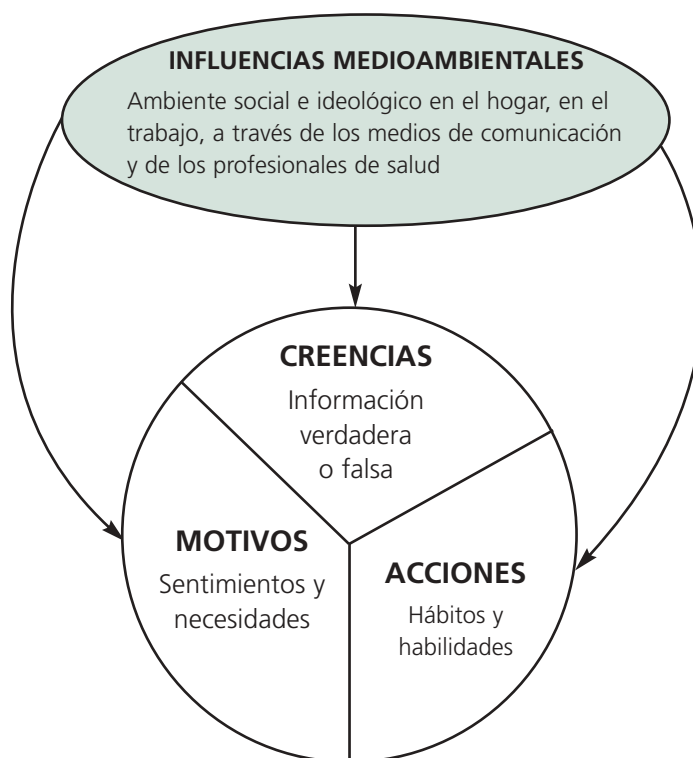 INFLUENCIAS MEDIOAMBIENTALES
Ambiente social e ideológico en el hogar, en el
trabajo, a través de los medios de comunicación
y de los profesionales de salud
CREENCIAS
Información
verdadera
o falsa
MOTIVOS
Sentimientos y
necesidades
ACCIONES
Hábitos y
habilidades